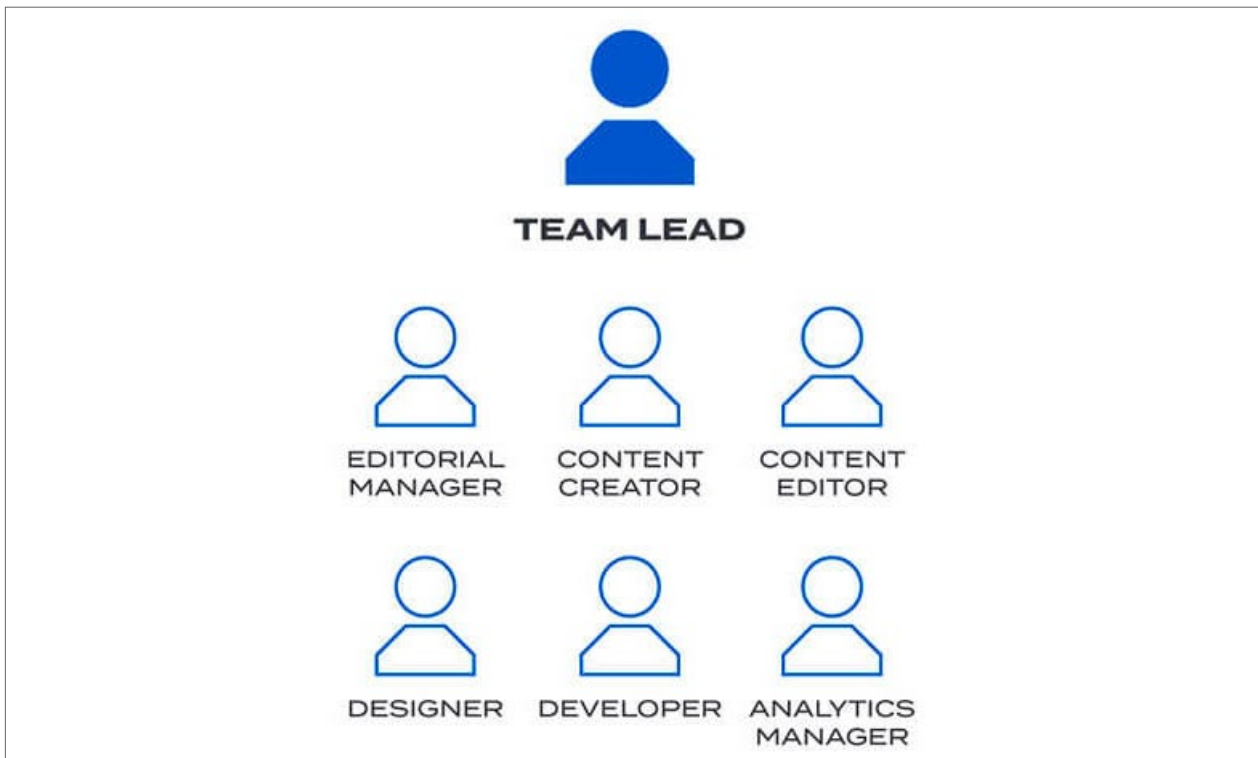 TEAM LEAD
EDITORIAL
MANAGER
CONTENT
CREATOR
CONTENT
EDITOR
DESIGNER
DEVELOPER
ANALYTICS
MANAGER